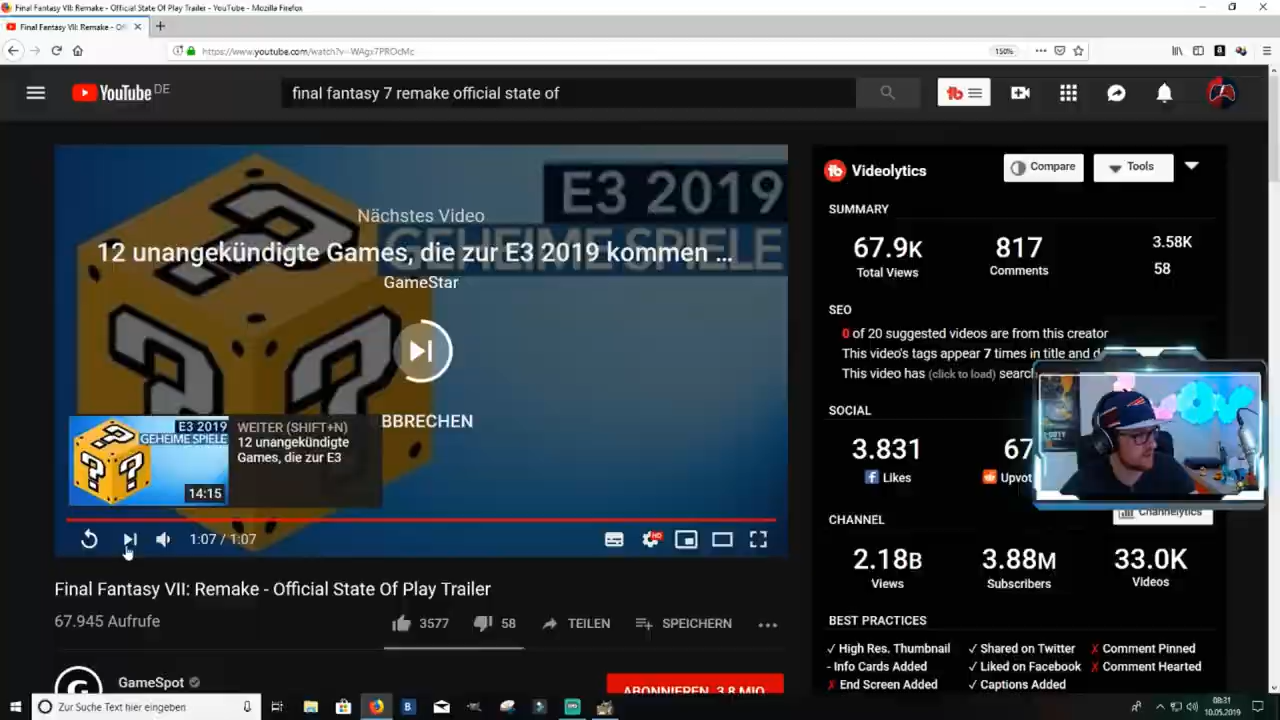 Final Fantasy VII: Remake - Official State Of Play Trailer - YouTube - Mozilla Firefox
Final Fantasy VII: Remake - Of
https://www.youtube.com/watch?v=WAgx7PROcMc
150%
YouTube DE
final fantasy 7 remake official state of
E3 2019
GEHEIME SPIELE
Nächstes Video
12 unangekündigte Games, die zur E3 2019 kommen ...
GameStar
BBRECHEN
E3 2019
GEHEIME SPIELE
14:15
WEITER (SHIFT+N)
12 unangekündigte
Games, die zur E3
1:07 / 1:07
HD
Final Fantasy VII: Remake - Official State Of Play Trailer
67.945 Aufrufe
3577
58
TEILEN
SPEICHERN
GameSpot
ABONNIEREN 3,8 MIO.
Videolytics
Compare
Tools
SUMMARY
67.9K
Total Views
817
Comments
3.58K
58
SEO
0 of 20 suggested videos are from this creator
This video's tags appear 7 times in title and d
This video has (click to load) searc
SOCIAL
3.831
Likes
67
Upvot
CHANNEL
Channelytics
2.18B
Views
3.88M
Subscribers
33.0K
Videos
BEST PRACTICES
✓ High Res. Thumbnail
✓ Shared on Twitter
✗ Comment Pinned
- Info Cards Added
✓ Liked on Facebook
✗ Comment Hearted
✗ End Screen Added
✓ Captions Added
Zur Suche Text hier eingeben
08:31
10.05.2019